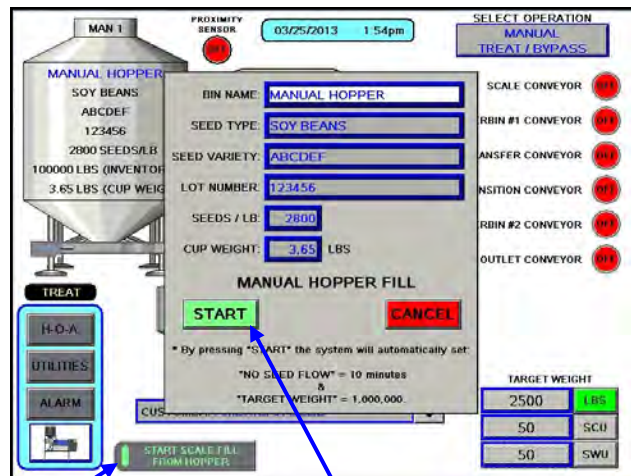 MAN 1
PROXIMITY
SENSOR
OFF
03/25/2013 1:54pm
SELECT OPERATION
MANUAL
TREAT / BYPASS
MANUAL HOPPER
SOY BEANS
ABCDEF
123456
2800 SEEDS/LB
100000 LBS (INVENTOR
3.65 LBS (CUP WEIG
BIN NAME: MANUAL HOPPER
SEED TYPE: SOY BEANS
SEED VARIETY: ABCDEF
LOT NUMBER: 123456
SEEDS / LB: 2800
CUP WEIGHT: 3.65 LBS
MANUAL HOPPER FILL
START
CANCEL
* By pressing "START" the system will automatically set:
"NO SEED FLOW" = 10 minutes
&
"TARGET WEIGHT" = 1,000,000
SCALE CONVEYOR OFF
RBIN #1 CONVEYOR OFF
ANSFER CONVEYOR OFF
NSITION CONVEYOR OFF
RBIN #2 CONVEYOR OFF
OUTLET CONVEYOR OFF
TREAT
H-O-A
UTILITIES
ALARM
START SCALE FILL
FROM HOPPER
TARGET WEIGHT
2500 LBS
50 SCU
50 SWU